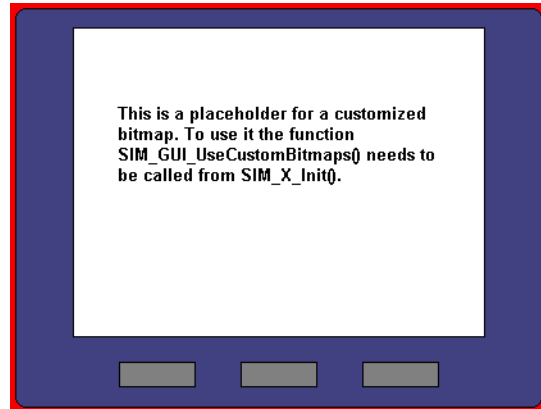 This is a placeholder for a customized
bitmap. To use it the function
SIM_GUI_UseCustomBitmaps() needs to
be called from SIM_X_Init().